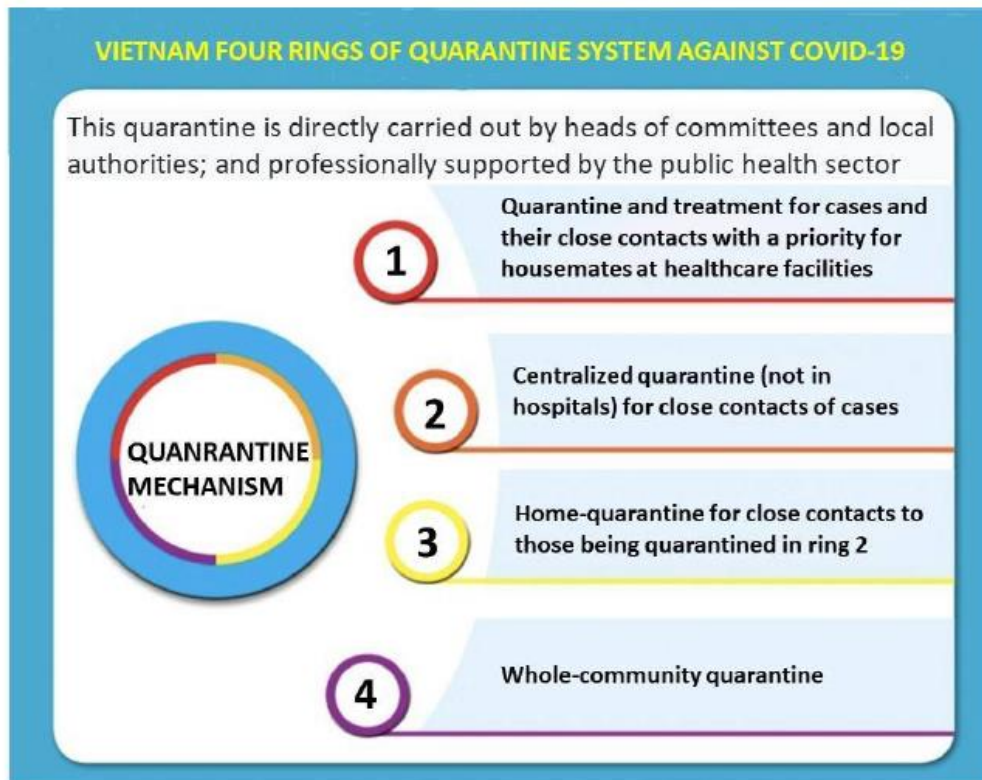 VIETNAM FOUR RINGS OF QUARANTINE SYSTEM AGAINST COVID-19
This quarantine is directly carried out by heads of committees and local
authorities; and professionally supported by the public health sector
1
Quarantine and treatment for cases and
their close contacts with a priority for
housemates at healthcare facilities
2
Centralized quarantine (not in
hospitals) for close contacts of cases
QUANRANTINE
MECHANISM
3
Home-quarantine for close contacts to
those being quarantined in ring 2
4
Whole-community quarantine